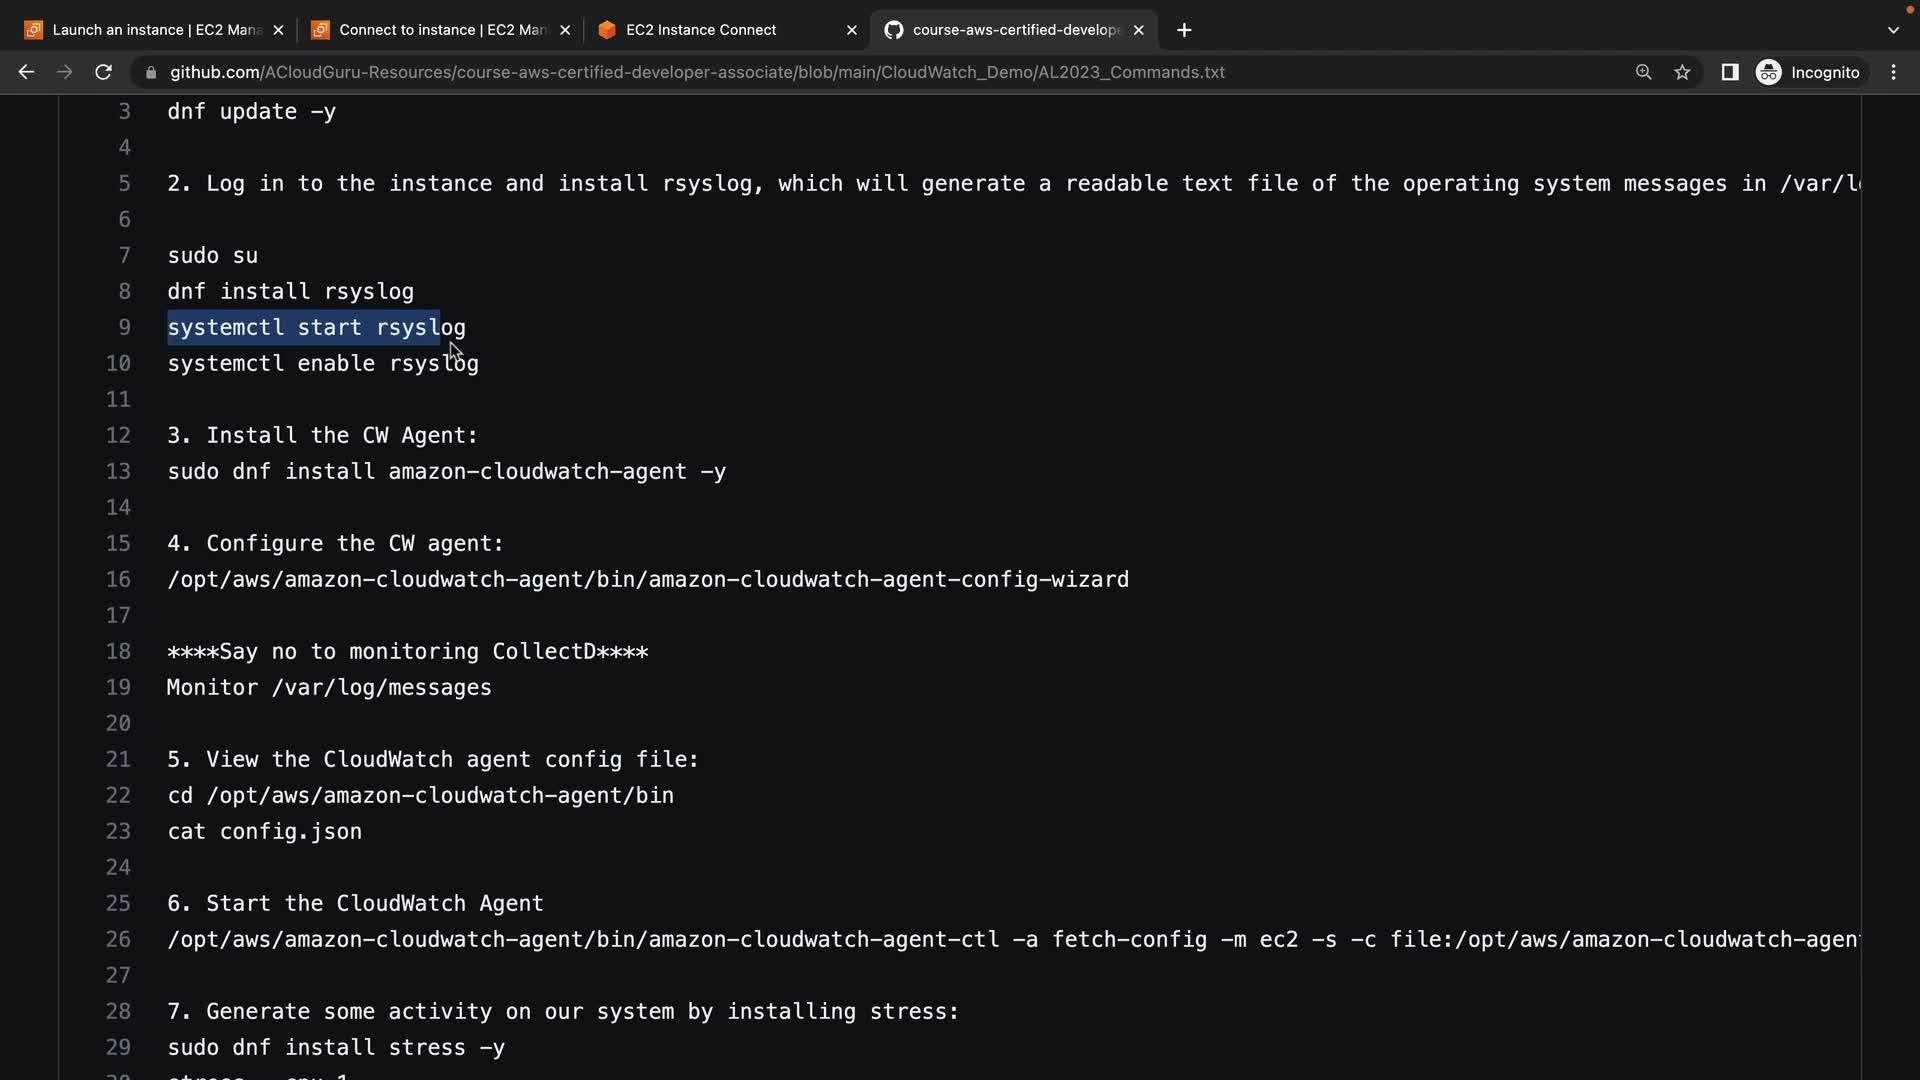 Launch an instance | EC2 Mana
Connect to instance | EC2 Man
EC2 Instance Connect
course-aws-certified-develope
github.com/ACloudGuru-Resources/course-aws-certified-developer-associate/blob/main/CloudWatch_Demo/AL2023_Commands.txt
Incognito
3 dnf update -y
4
5 2. Log in to the instance and install rsyslog, which will generate a readable text file of the operating system messages in /var/lo
6
7 sudo su
8 dnf install rsyslog
9 systemctl start rsyslog
10 systemctl enable rsyslog
11
12 3. Install the CW Agent:
13 sudo dnf install amazon-cloudwatch-agent -y
14
15 4. Configure the CW agent:
16 /opt/aws/amazon-cloudwatch-agent/bin/amazon-cloudwatch-agent-config-wizard
17
18 ****Say no to monitoring CollectD****
19 Monitor /var/log/messages
20
21 5. View the CloudWatch agent config file:
22 cd /opt/aws/amazon-cloudwatch-agent/bin
23 cat config.json
24
25 6. Start the CloudWatch Agent
26 /opt/aws/amazon-cloudwatch-agent/bin/amazon-cloudwatch-agent-ctl -a fetch-config -m ec2 -s -c file:/opt/aws/amazon-cloudwatch-agen
27
28 7. Generate some activity on our system by installing stress:
29 sudo dnf install stress -y